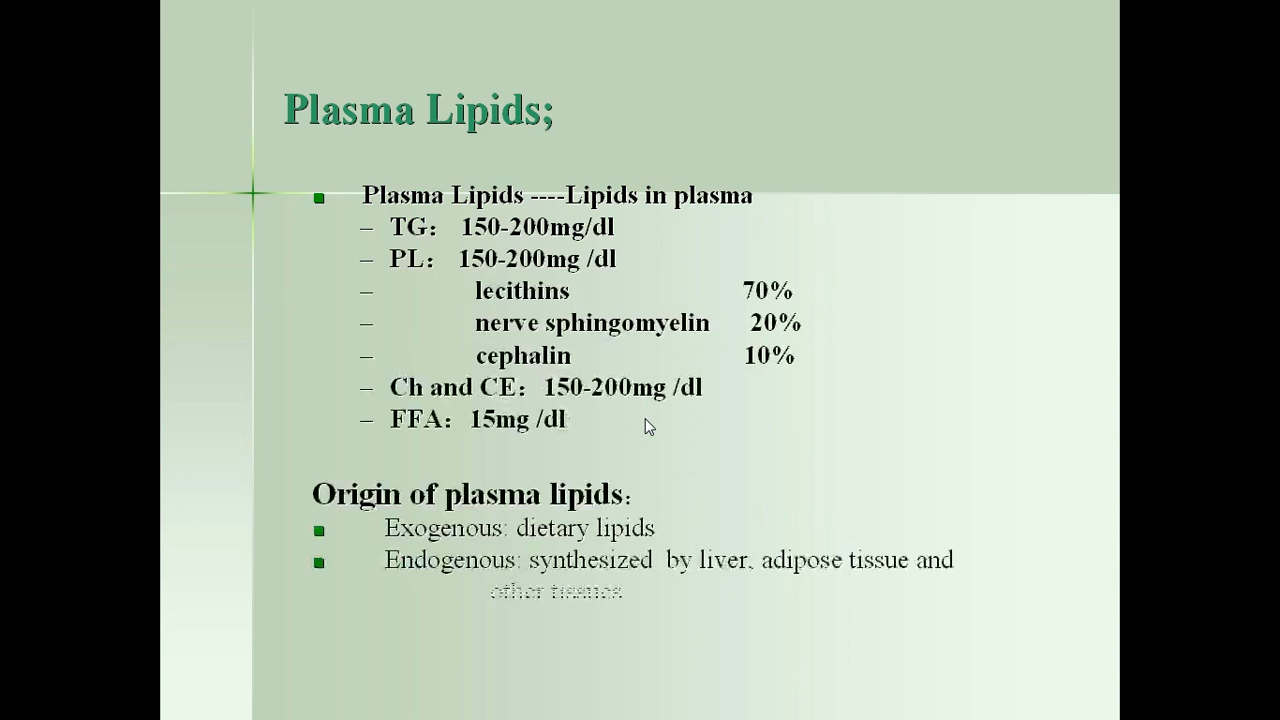 Plasma Lipids;
Plasma Lipids ----Lipids in plasma
– TG： 150-200mg/dl
– PL： 150-200mg /dl
– lecithins 70%
– nerve sphingomyelin 20%
– cephalin 10%
– Ch and CE：150-200mg /dl
– FFA：15mg /dl
Origin of plasma lipids：
Exogenous: dietary lipids
Endogenous: synthesized by liver, adipose tissue and
other tissues